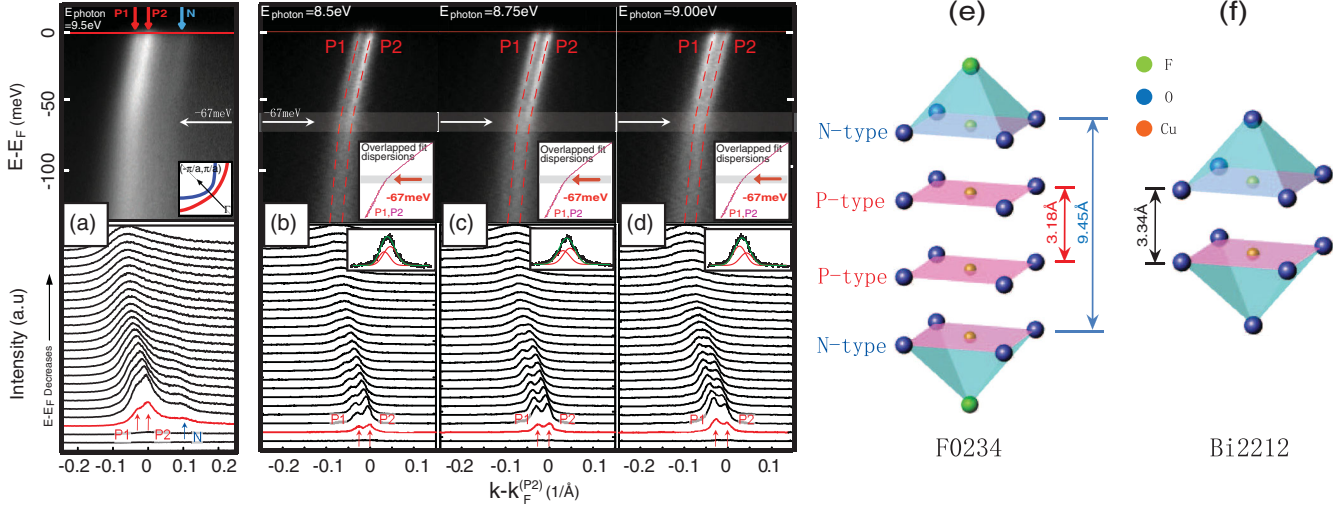 E photon =9.5eV
P1 P2 N
0
-50
-100
E-E_F (meV)
-67meV
(-π/a,π/a)
Γ
(a)
Intensity (a.u)
E-E_F Decreases
P1 P2 N
-0.2 -0.1 0 0.1 0.2
E photon =8.5eV
P1 P2
-67meV
Overlapped fit
dispersions
-67meV
P1,P2
(b)
P1 P2
-0.2 -0.1 0 0.1
E photon =8.75eV
P1 P2
Overlapped fit
dispersions
-67meV
P1,P2
(c)
P1 P2
-0.2 -0.1 0 0.1
E photon =9.00eV
P1 P2
Overlapped fit
dispersions
-67meV
P1,P2
(d)
P1 P2
-0.2 -0.1 0 0.1
k-k_F^(P2) (1/Å)
(e)
N-type
P-type
P-type
N-type
3.18Å
9.45Å
F0234
(f)
F
O
Cu
3.34Å
Bi2212